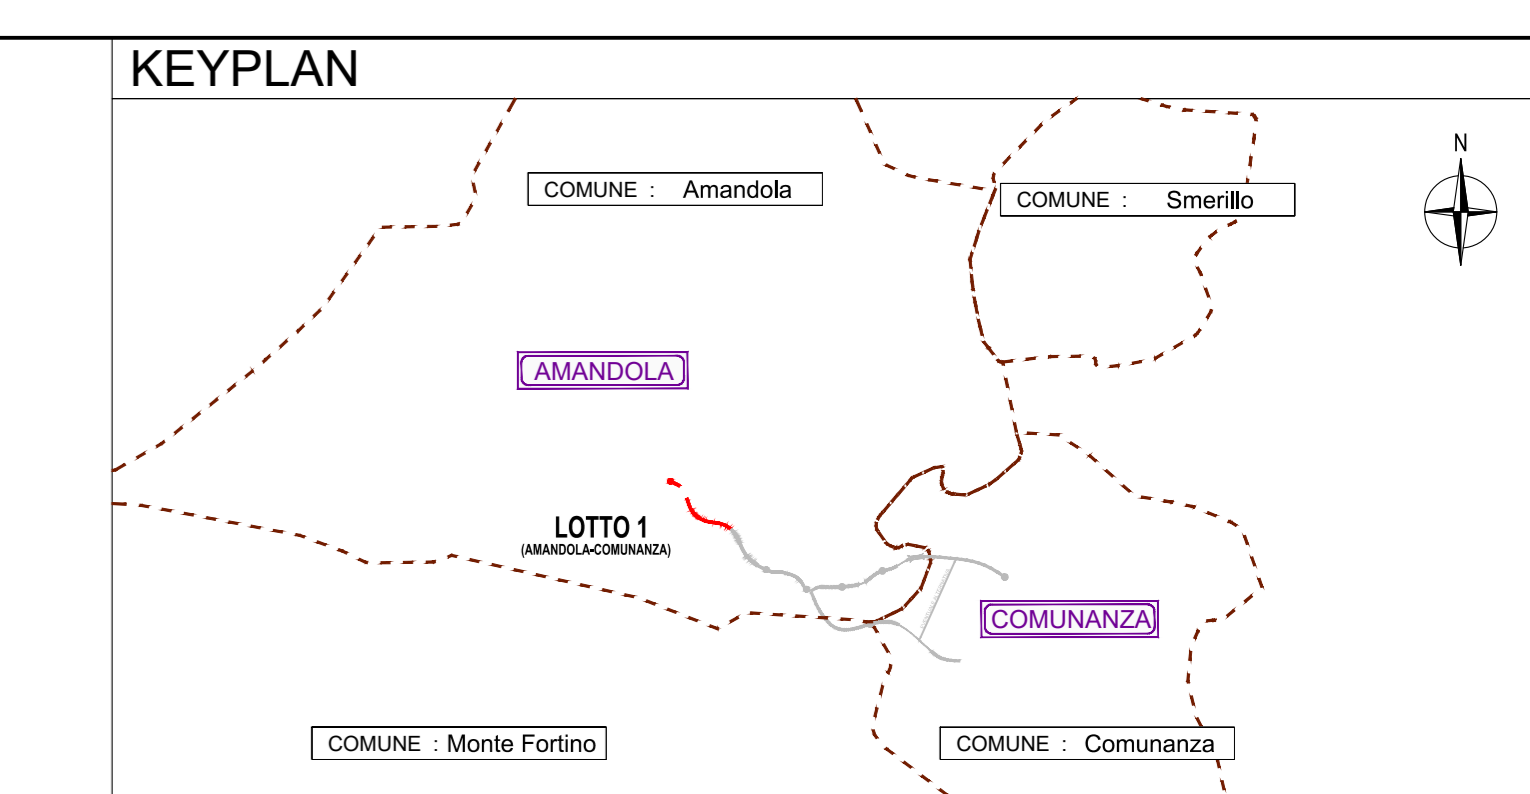 KEYPLAN
N
COMUNE : Amandola
COMUNE : Smerillo
AMANDOLA
LOTTO 1
(AMANDOLA-COMUNANZA)
COMUNANZA
COMUNE : Monte Fortino
COMUNE : Comunanza